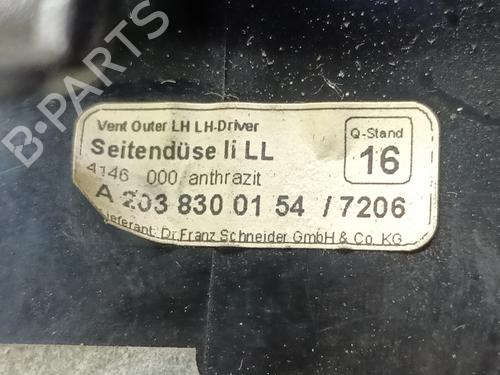 B-PARTS
Vent Outer LH LH-Driver
Seitendüse li LL
4146 000 anthrazit
A 203 830 01 54 / 7206
Lieferant: Dr.Franz Schneider GmbH & Co. KG
Q-Stand
16